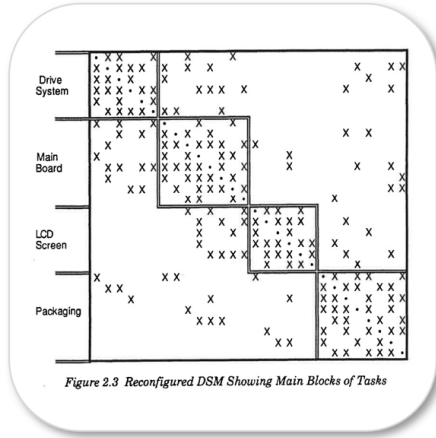 Drive
System
Main
Board
LCD
Screen
Packaging
Figure 2.3 Reconfigured DSM Showing Main Blocks of Tasks